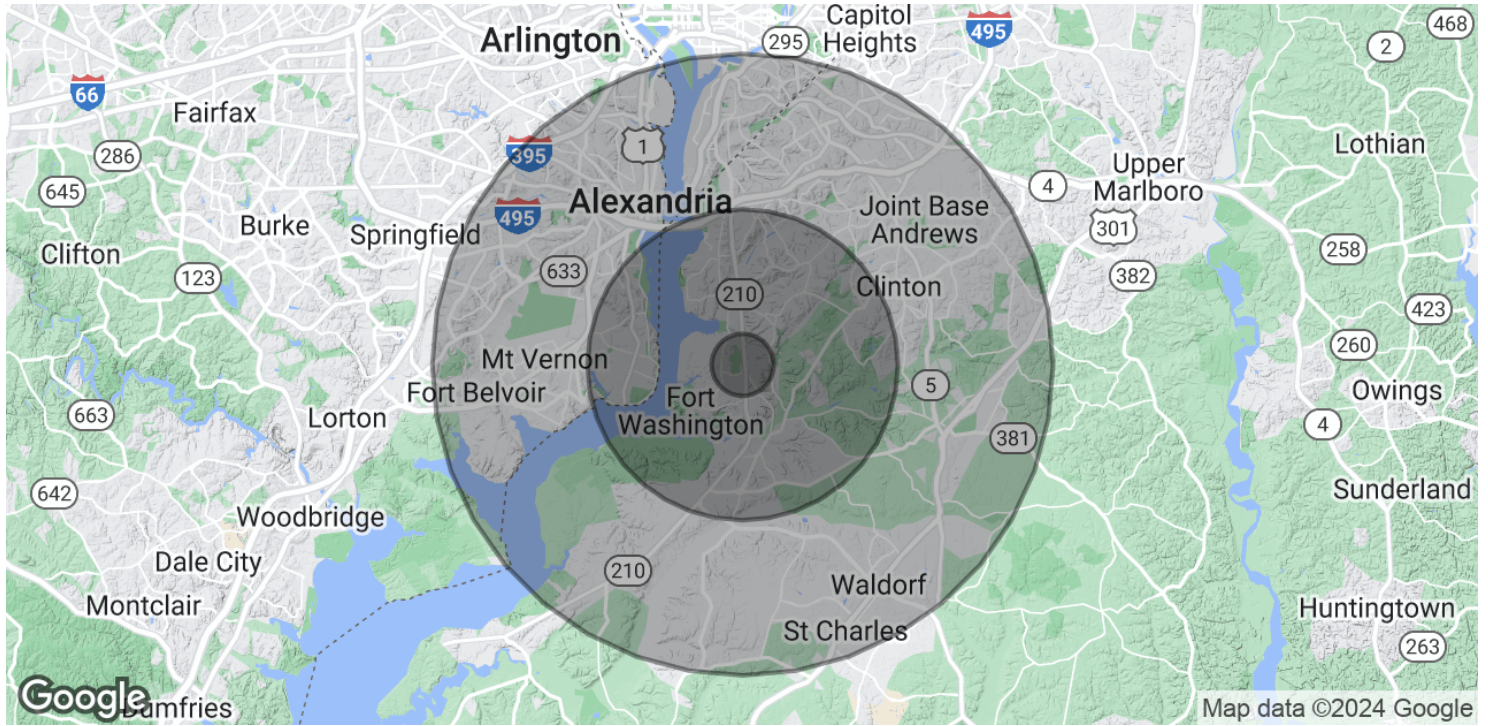 Arlington
Capitol
Heights
295
495
468
2
66
Fairfax
286
395
1
Lothian
Upper
Marlboro
4
645
Alexandria
495
Joint Base
Andrews
301
258
Burke
Springfield
Clifton
123
633
382
Clinton
210
423
260
Mt Vernon
Fort Belvoir
5
Owings
663
Lorton
Fort
Washington
4
381
642
Sunderland
Woodbridge
Dale City
210
Waldorf
Montclair
St Charles
Huntingtown
263
Google
Dumfries
Map data ©2024 Google